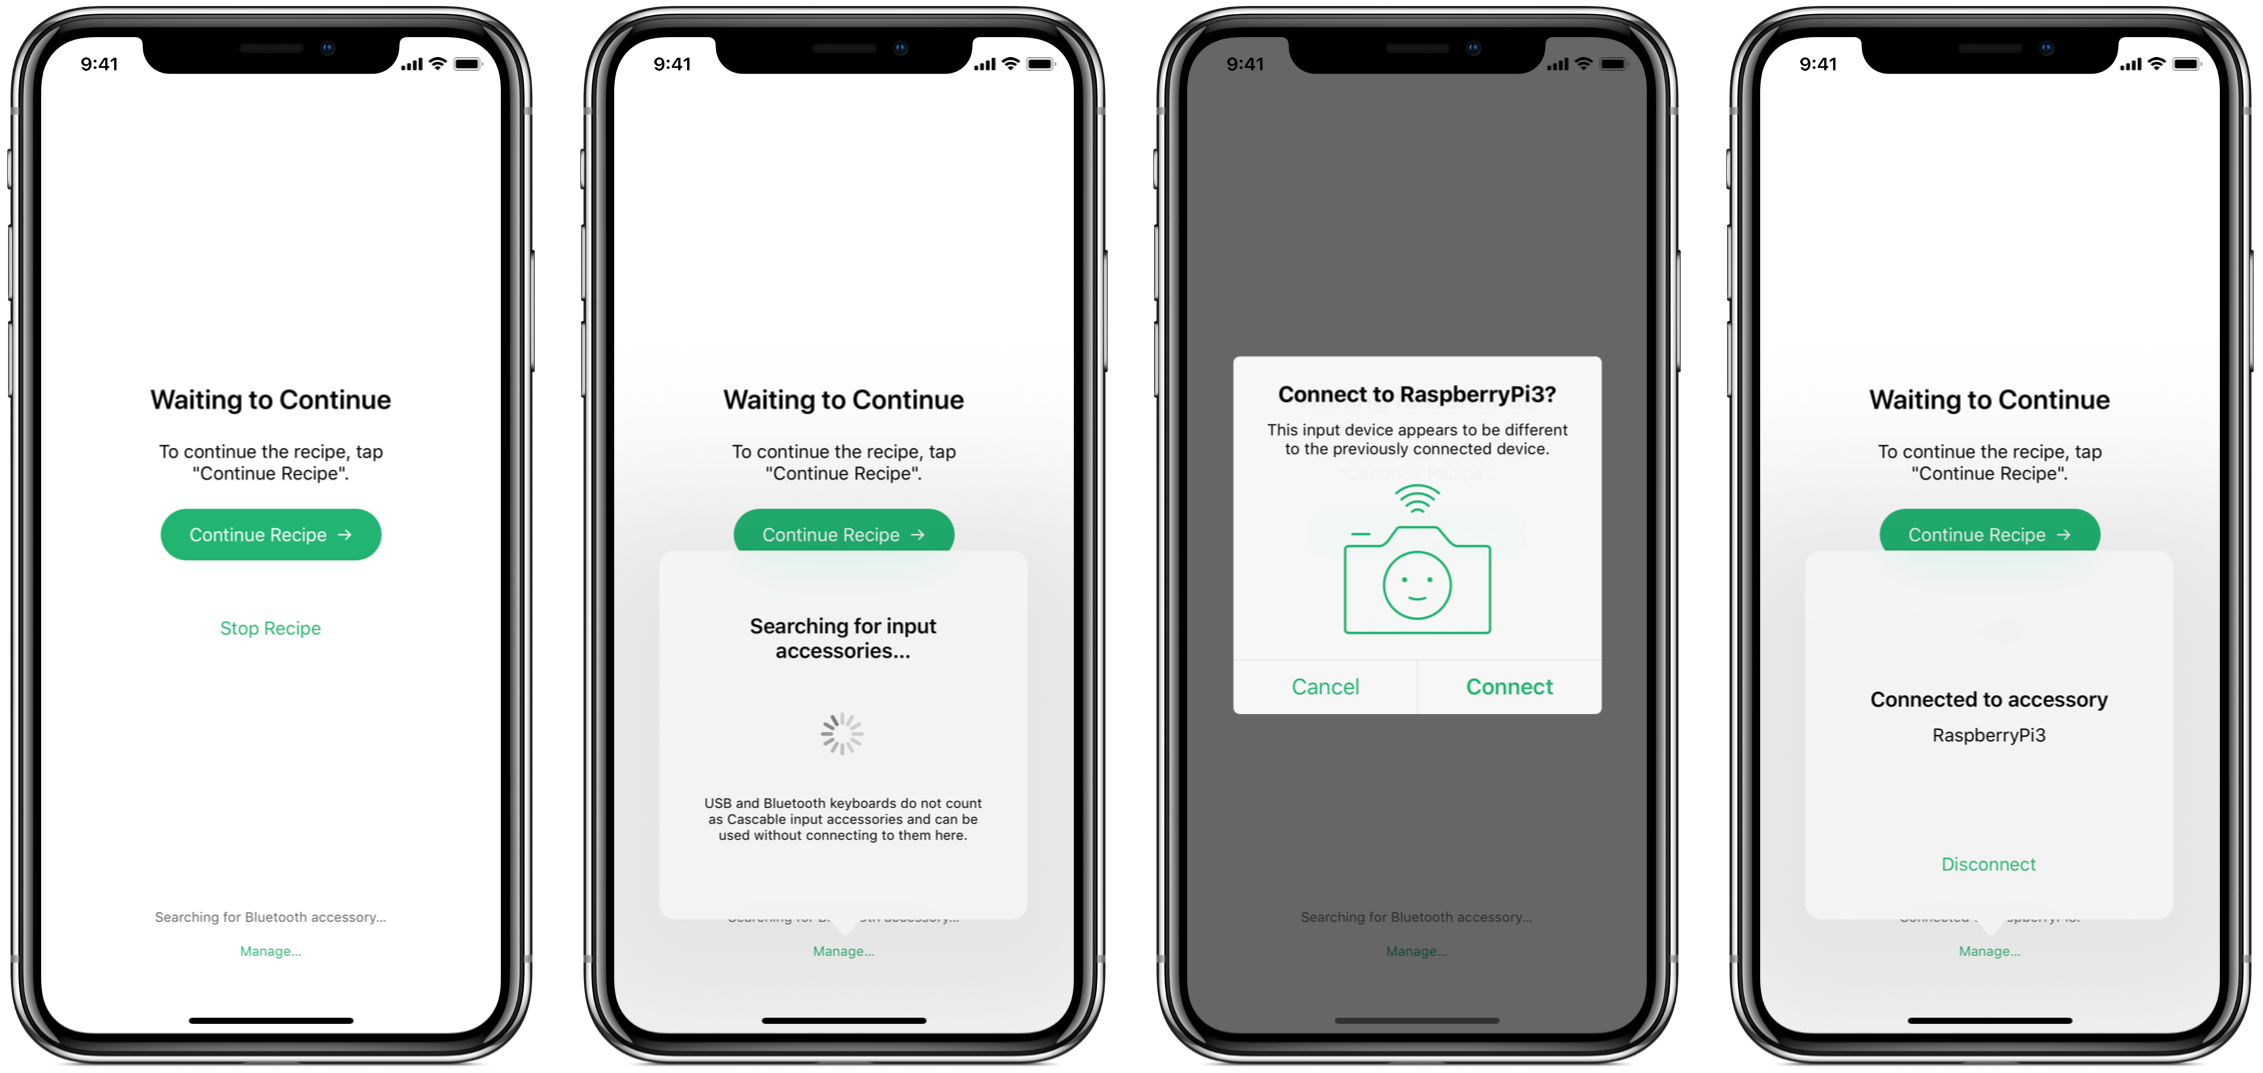 9:41
Waiting to Continue
To continue the recipe, tap
"Continue Recipe".
Continue Recipe →
Stop Recipe
Searching for Bluetooth accessory...
Manage...
9:41
Waiting to Continue
To continue the recipe, tap
"Continue Recipe".
Continue Recipe →
Searching for input
accessories...
USB and Bluetooth keyboards do not count
as Cascable input accessories and can be
used without connecting to them here.
Manage...
9:41
Connect to RaspberryPi3?
This input device appears to be different
to the previously connected device.
Cancel
Connect
Searching for Bluetooth accessory...
Manage...
9:41
Waiting to Continue
To continue the recipe, tap
"Continue Recipe".
Continue Recipe →
Connected to accessory
RaspberryPi3
Disconnect
Manage...